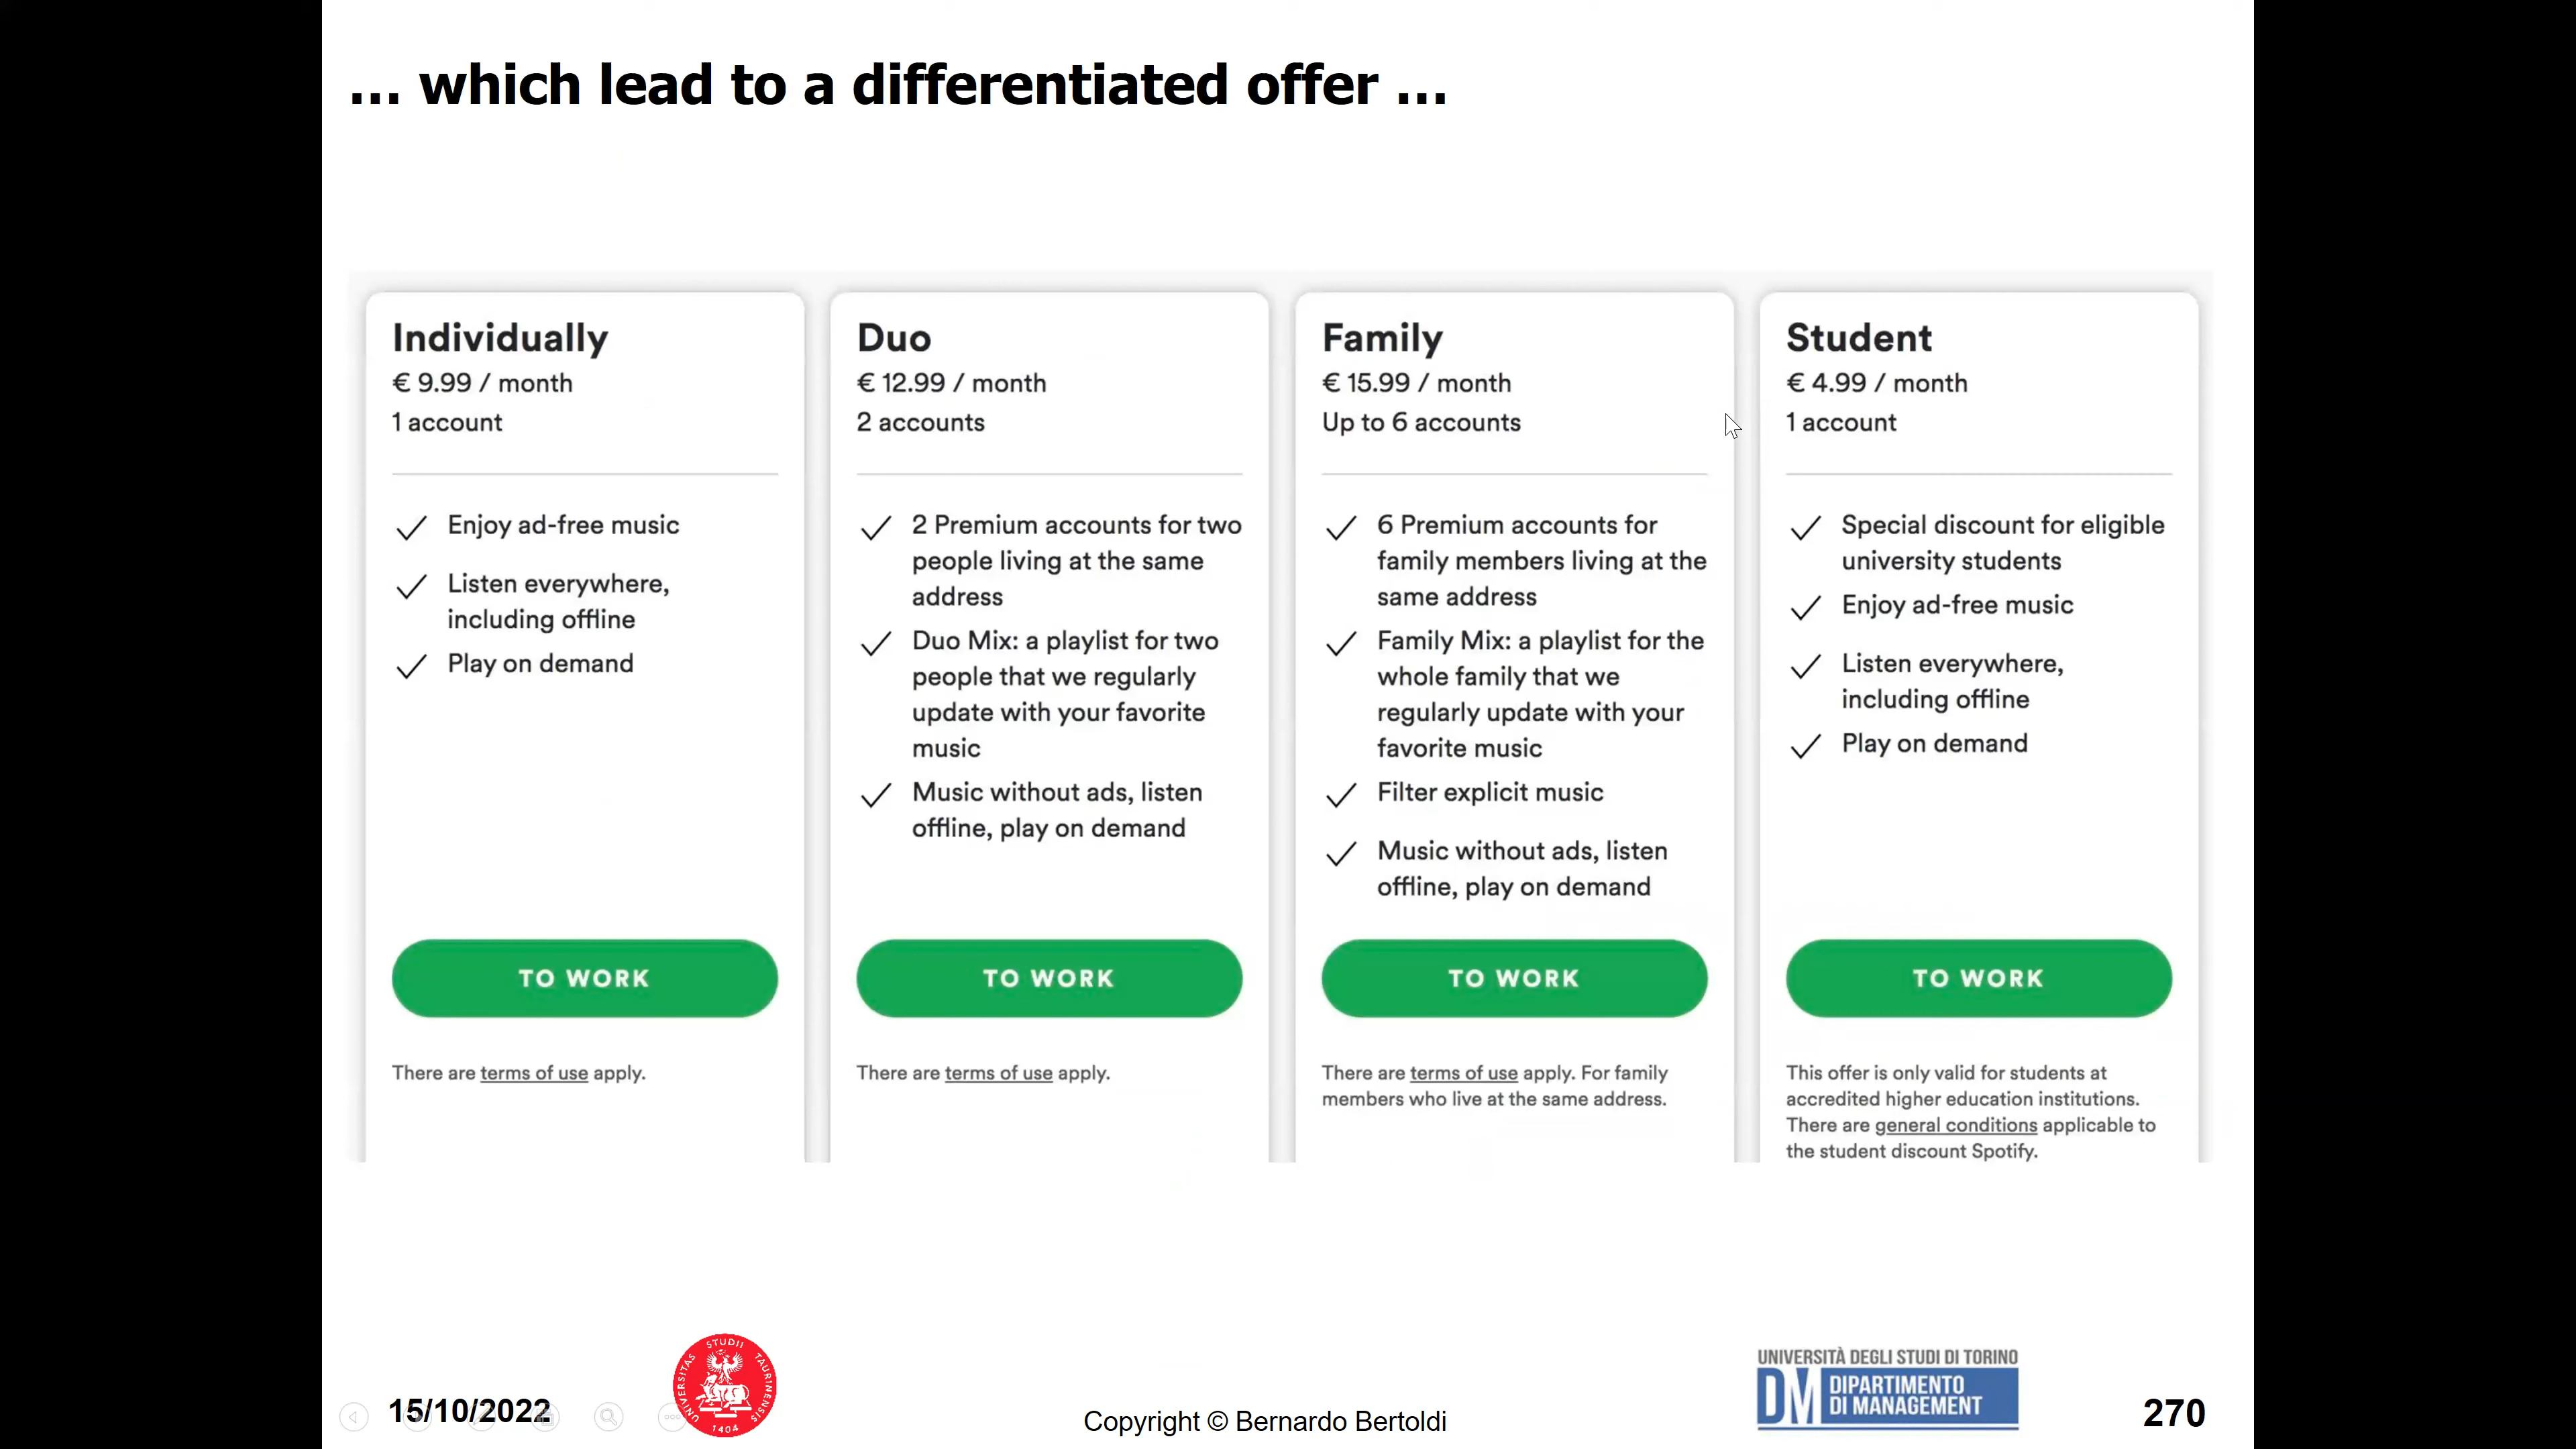 ... which lead to a differentiated offer ...
Individually
€ 9.99 / month
1 account
Enjoy ad-free music
Listen everywhere,
including offline
Play on demand
TO WORK
There are terms of use apply.
Duo
€ 12.99 / month
2 accounts
2 Premium accounts for two
people living at the same
address
Duo Mix: a playlist for two
people that we regularly
update with your favorite
music
Music without ads, listen
offline, play on demand
TO WORK
There are terms of use apply.
Family
€ 15.99 / month
Up to 6 accounts
6 Premium accounts for
family members living at the
same address
Family Mix: a playlist for the
whole family that we
regularly update with your
favorite music
Filter explicit music
Music without ads, listen
offline, play on demand
TO WORK
There are terms of use apply. For family
members who live at the same address.
Student
€ 4.99 / month
1 account
Special discount for eligible
university students
Enjoy ad-free music
Listen everywhere,
including offline
Play on demand
TO WORK
This offer is only valid for students at
accredited higher education institutions.
There are general conditions applicable to
the student discount Spotify.
15/10/2022
UNIVERSITAS STUDII TAURINENSIS
1404
Copyright © Bernardo Bertoldi
UNIVERSITÀ DEGLI STUDI DI TORINO
DM DIPARTIMENTO
DI MANAGEMENT
270